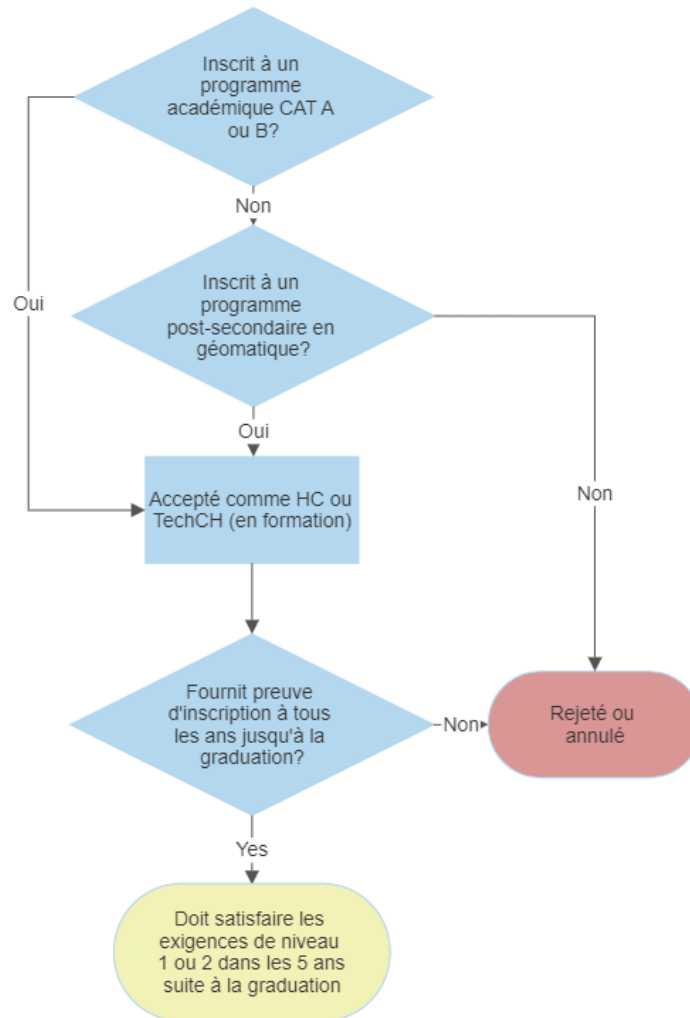 Inscrit à un
programme
académique CAT A
ou B?
Non
Inscrit à un
programme
post-secondaire en
géomatique?
Oui
Oui
Accepté comme HC ou
TechCH (en formation)
Non
Fournit preuve
d'inscription à tous
les ans jusqu'à la
graduation?
Non
Rejeté ou
annulé
Yes
Doit satisfaire les
exigences de niveau
1 ou 2 dans les 5 ans
suite à la graduation